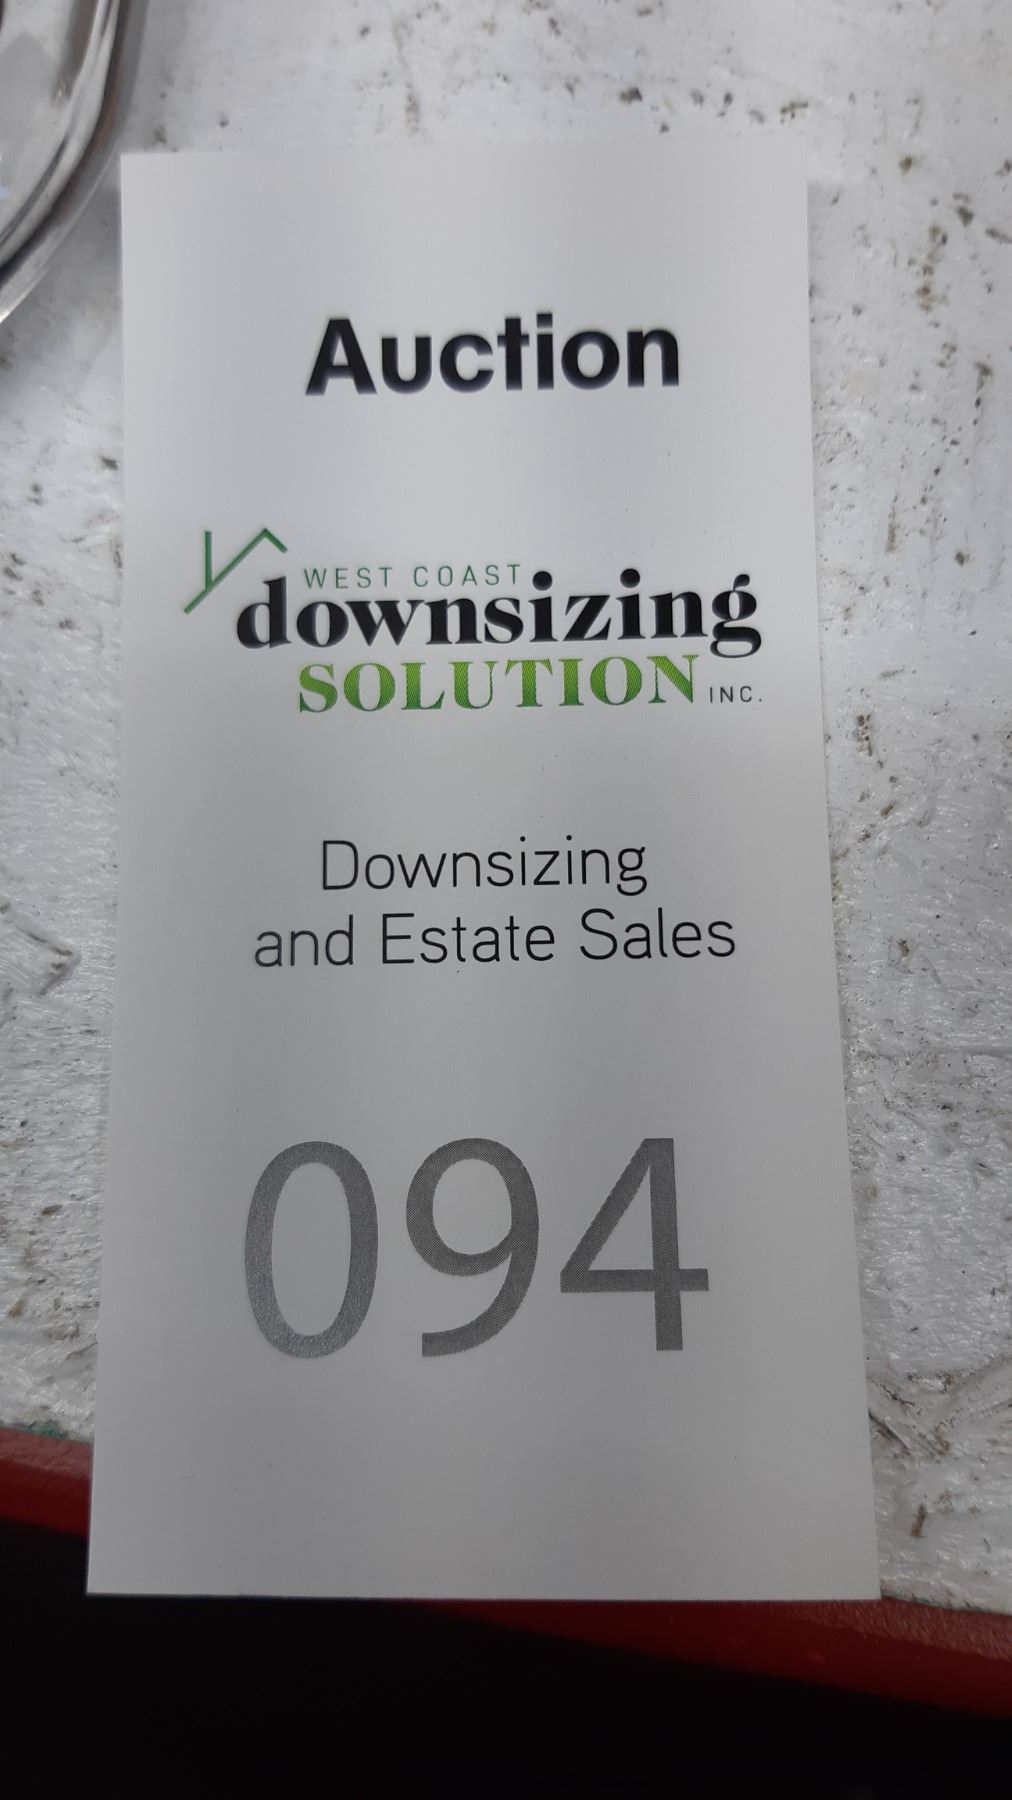 Auction
WEST COAST
downsizing
SOLUTION INC.
Downsizing
and Estate Sales
094